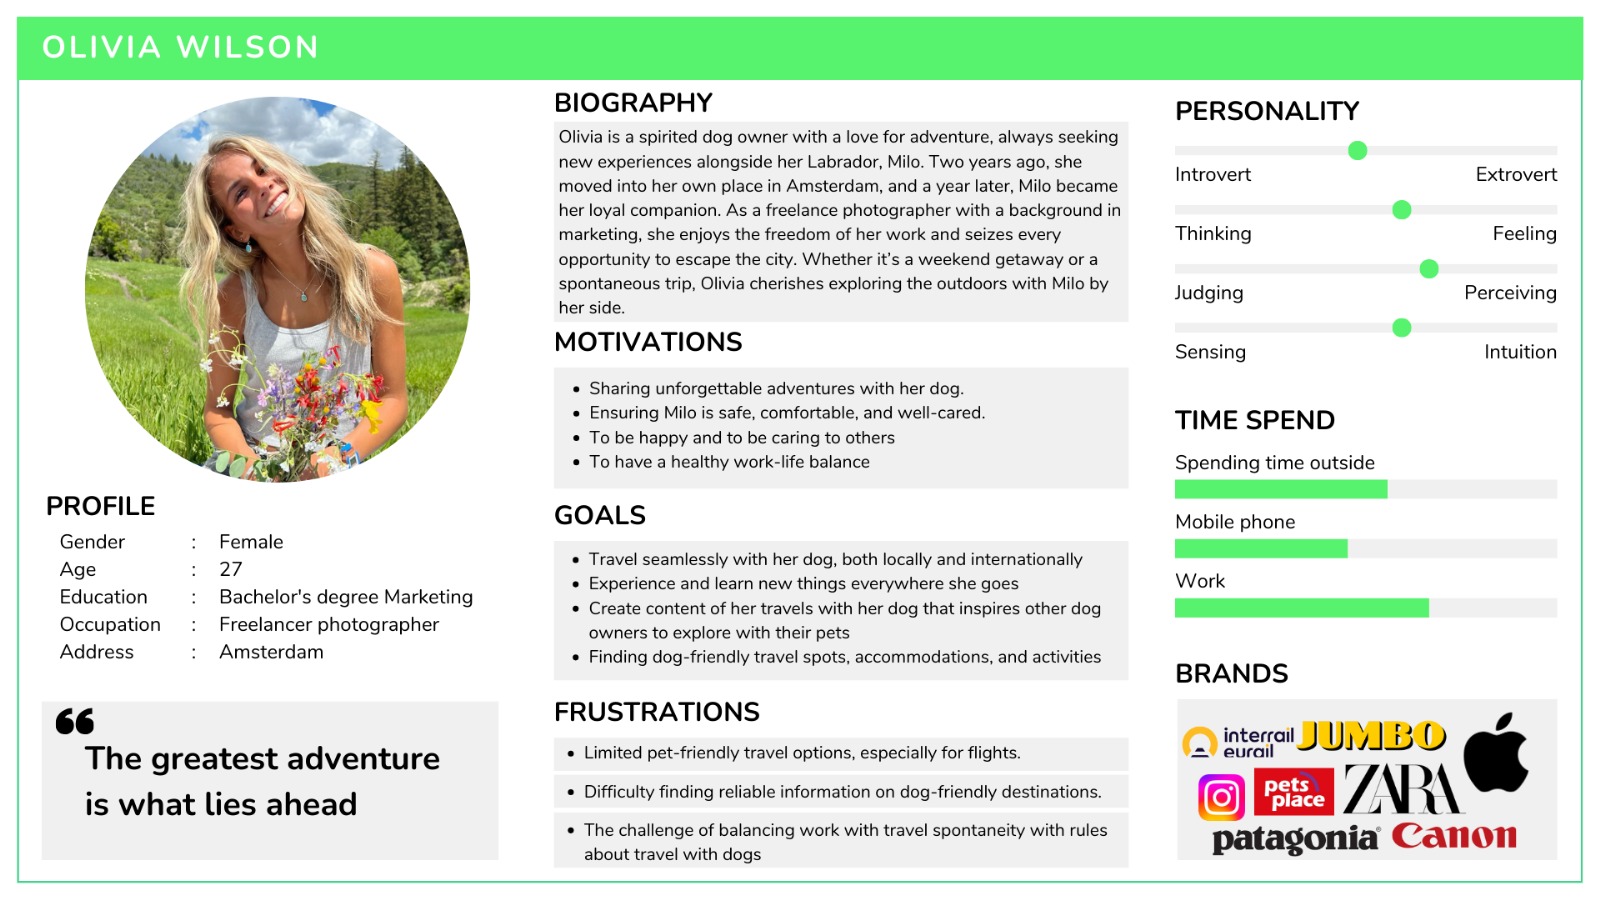 OLIVIA WILSON
PROFILE
Gender : Female
Age : 27
Education : Bachelor's degree Marketing
Occupation : Freelancer photographer
Address : Amsterdam
“
The greatest adventure
is what lies ahead
BIOGRAPHY
Olivia is a spirited dog owner with a love for adventure, always seeking
new experiences alongside her Labrador, Milo. Two years ago, she
moved into her own place in Amsterdam, and a year later, Milo became
her loyal companion. As a freelance photographer with a background in
marketing, she enjoys the freedom of her work and seizes every
opportunity to escape the city. Whether it’s a weekend getaway or a
spontaneous trip, Olivia cherishes exploring the outdoors with Milo by
her side.
MOTIVATIONS
• Sharing unforgettable adventures with her dog.
• Ensuring Milo is safe, comfortable, and well-cared.
• To be happy and to be caring to others
• To have a healthy work-life balance
GOALS
• Travel seamlessly with her dog, both locally and internationally
• Experience and learn new things everywhere she goes
• Create content of her travels with her dog that inspires other dog
owners to explore with their pets
• Finding dog-friendly travel spots, accommodations, and activities
FRUSTRATIONS
• Limited pet-friendly travel options, especially for flights.
• Difficulty finding reliable information on dog-friendly destinations.
• The challenge of balancing work with travel spontaneity with rules
about travel with dogs
PERSONALITY
Introvert Extrovert
Thinking Feeling
Judging Perceiving
Sensing Intuition
TIME SPEND
Spending time outside
Mobile phone
Work
BRANDS
interrail
eurail
JUMBO
pets
place
ZARA
patagonia®
Canon